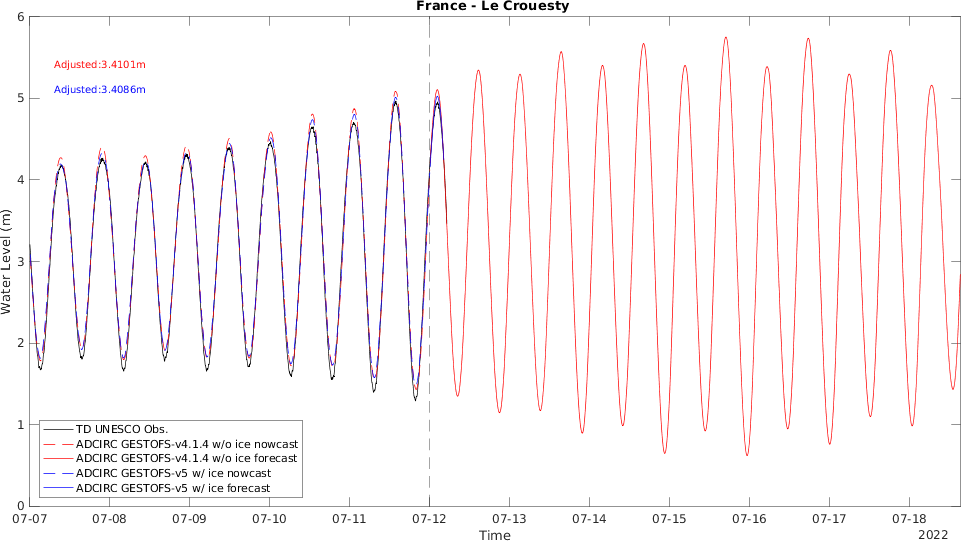 France - Le Crouesty
Adjusted:3.4101m
Adjusted:3.4086m
Water Level (m)
6
5
4
3
2
1
0
TD UNESCO Obs.
ADCIRC GESTOFS-v4.1.4 w/o ice nowcast
ADCIRC GESTOFS-v4.1.4 w/o ice forecast
ADCIRC GESTOFS-v5 w/ ice nowcast
ADCIRC GESTOFS-v5 w/ ice forecast
07-07 07-08 07-09 07-10 07-11 07-12 07-13 07-14 07-15 07-16 07-17 07-18
Time
2022